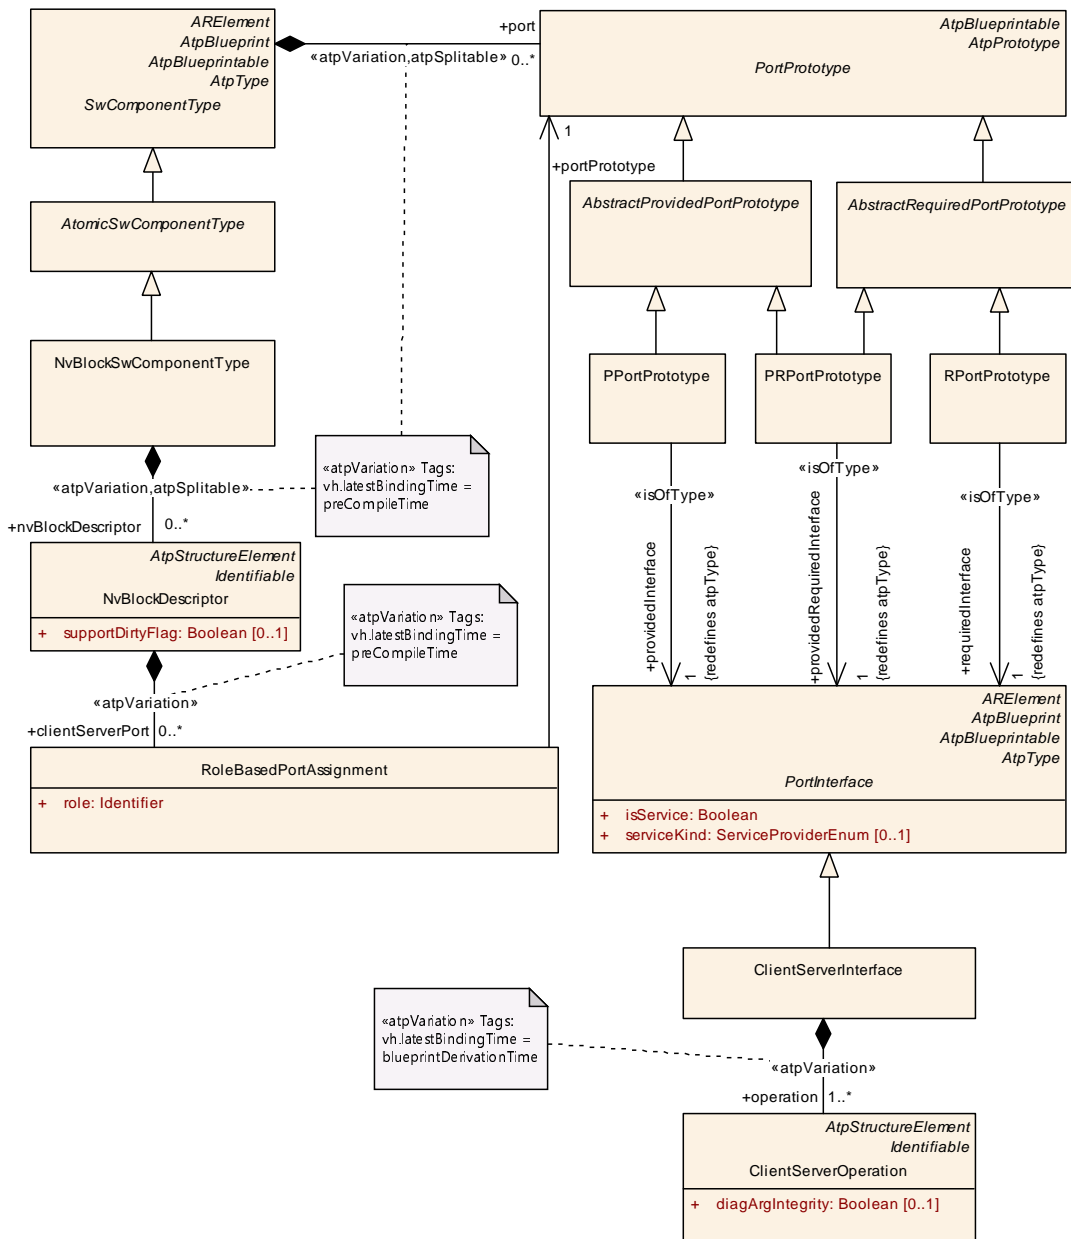 ARElement
AtpBlueprint
AtpBlueprintable
AtpType
SwComponentType
+port
«atpVariation,atpSplitable» 0..*
AtpBlueprintable
AtpPrototype
PortPrototype
1
+portPrototype
AtomicSwComponentType
AbstractProvidedPortPrototype
AbstractRequiredPortPrototype
NvBlockSwComponentType
PPortPrototype
PRPortPrototype
RPortPrototype
«atpVariation» Tags:
vh.latestBindingTime =
preCompileTime
«atpVariation,atpSplitable»
+nvBlockDescriptor 0..*
«isOfType»
«isOfType»
«isOfType»
+providedInterface
1
{redefines atpType}
+providedRequiredInterface
1
{redefines atpType}
+requiredInterface
1
{redefines atpType}
AtpStructureElement
Identifiable
NvBlockDescriptor
+ supportDirtyFlag: Boolean [0..1]
«atpVariation» Tags:
vh.latestBindingTime =
preCompileTime
«atpVariation»
+clientServerPort 0..*
RoleBasedPortAssignment
+ role: Identifier
ARElement
AtpBlueprint
AtpBlueprintable
AtpType
PortInterface
+ isService: Boolean
+ serviceKind: ServiceProviderEnum [0..1]
ClientServerInterface
«atpVariation» Tags:
vh.latestBindingTime =
blueprintDerivationTime
«atpVariation»
+operation 1..*
AtpStructureElement
Identifiable
ClientServerOperation
+ diagArgIntegrity: Boolean [0..1]